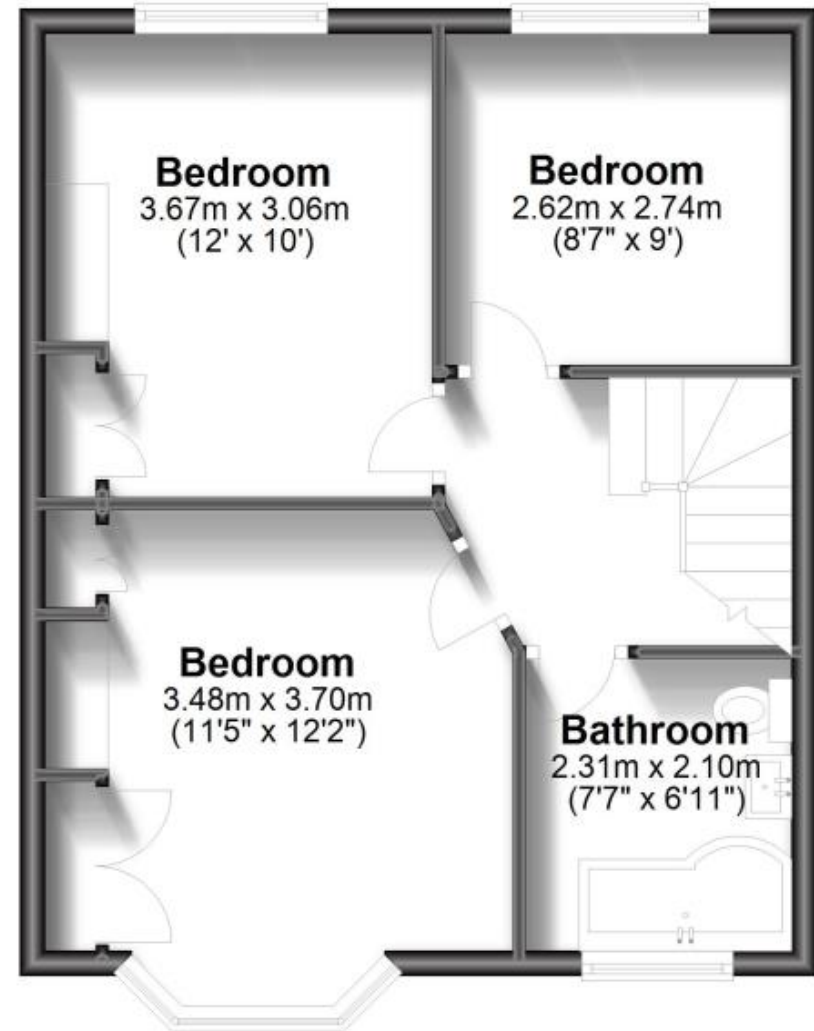 Bedroom
3.67m x 3.06m
(12' x 10')
Bedroom
2.62m x 2.74m
(8'7" x 9')
Bedroom
3.48m x 3.70m
(11'5" x 12'2")
Bathroom
2.31m x 2.10m
(7'7" x 6'11")